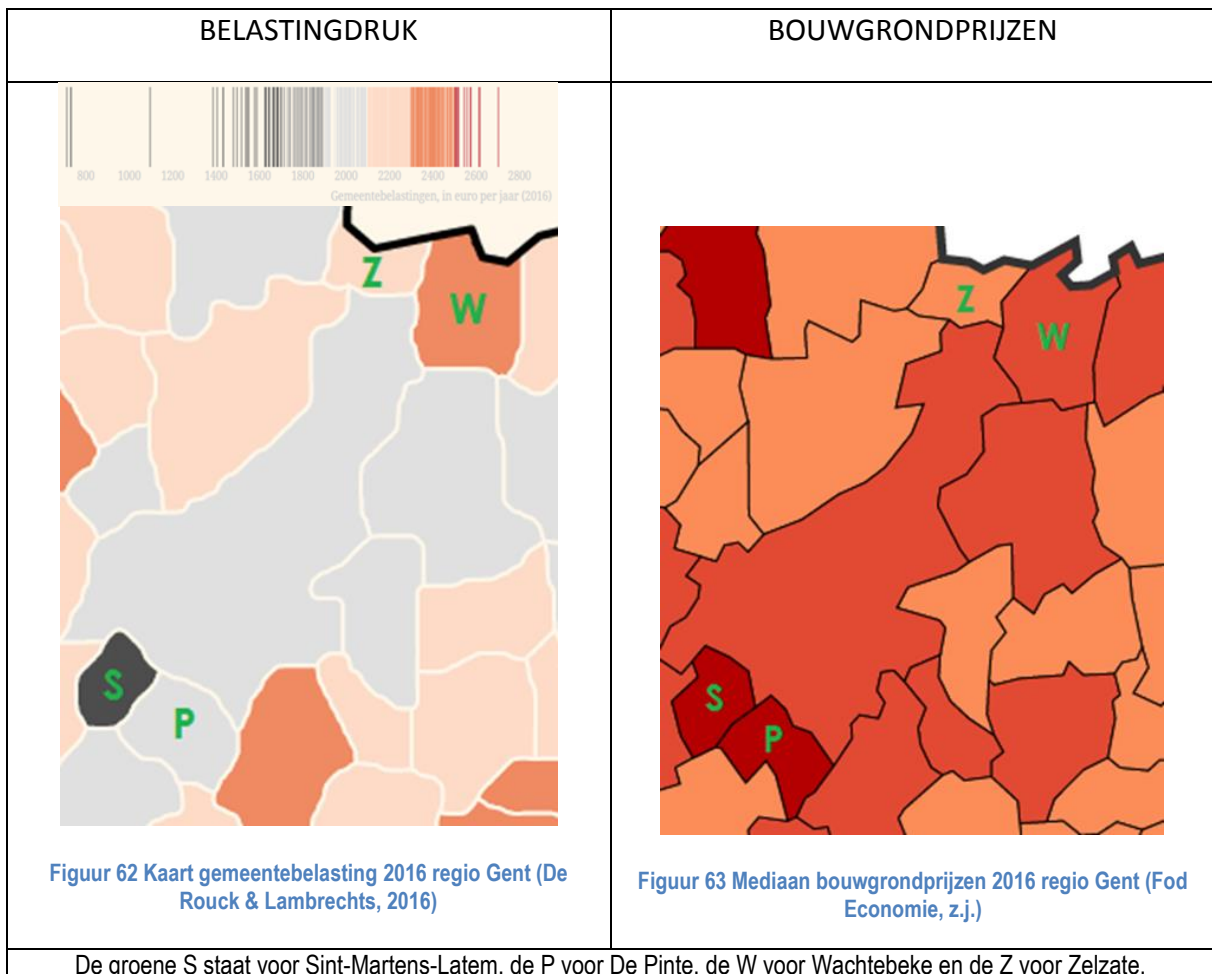 BELASTINGDRUK
BOUWGRONDPRIJZEN
800 1000 1200 1400 1600 1800 2000 2200 2400 2600 2800
Gemeentebelastingen, in euro per jaar (2016)
Z
W
S
P
Z
W
S
P
Figuur 62 Kaart gemeentebelasting 2016 regio Gent (De
Rouck & Lambrechts, 2016)
Figuur 63 Mediaan bouwgrondprijzen 2016 regio Gent (Fod
Economie, z.j.)
De groene S staat voor Sint-Martens-Latem, de P voor De Pinte, de W voor Wachtebeke en de Z voor Zelzate.